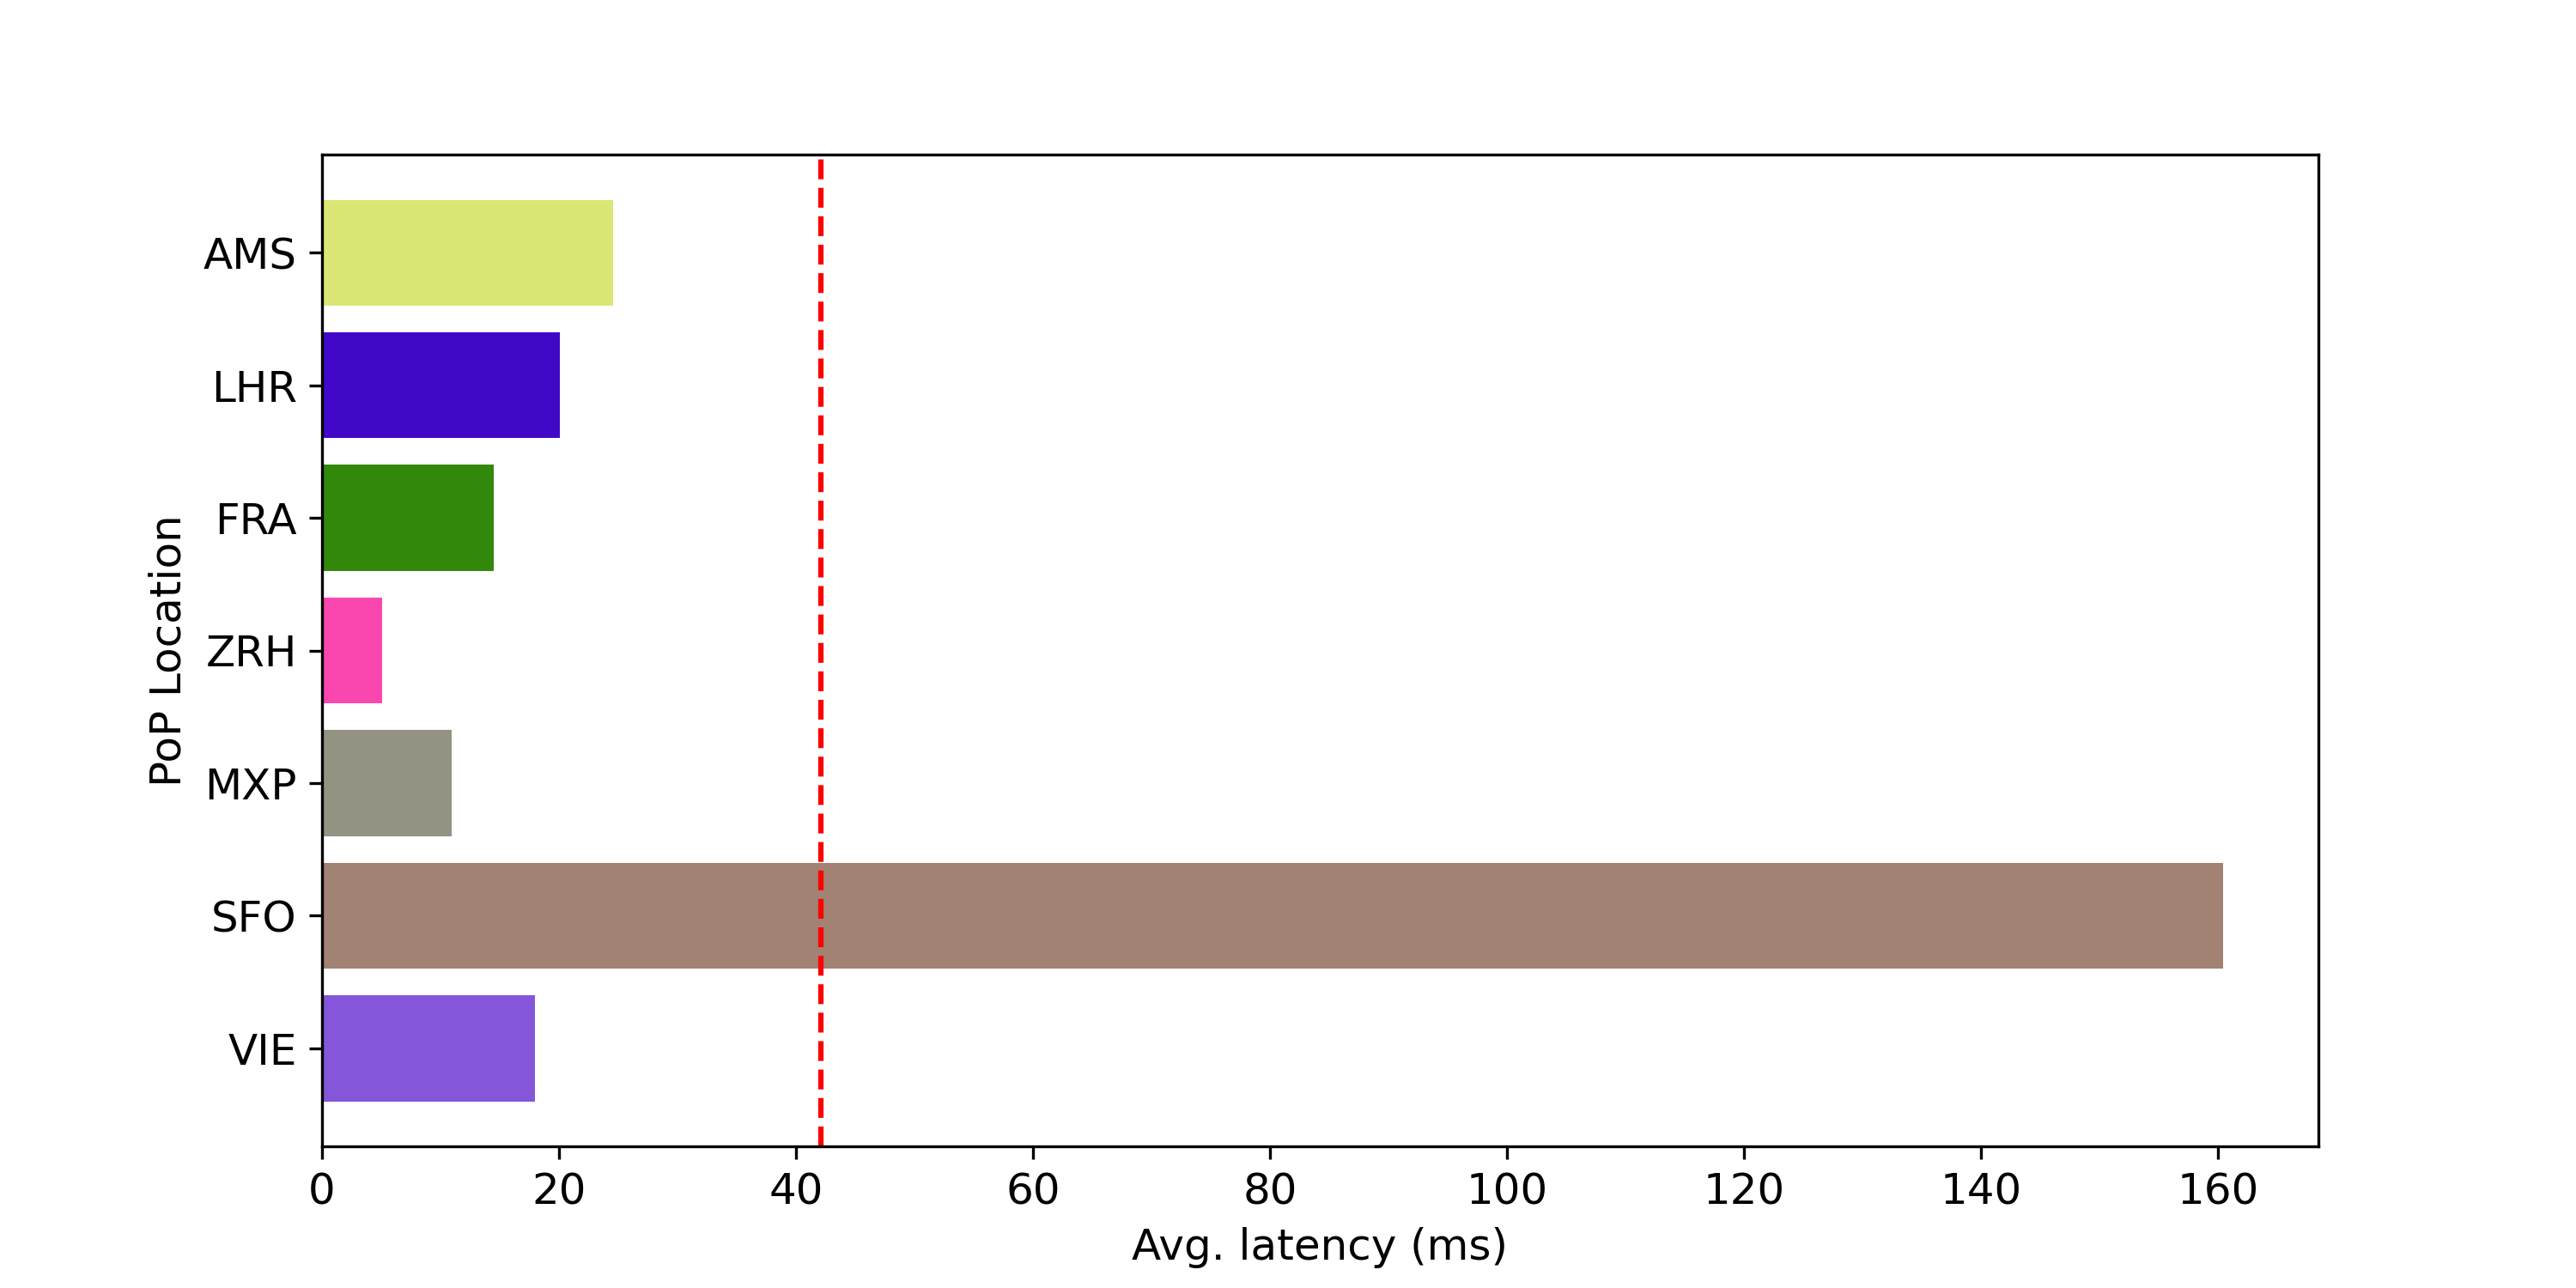 PoP Location
AMS
LHR
FRA
ZRH
MXP
SFO
VIE
0 20 40 60 80 100 120 140 160
Avg. latency (ms)